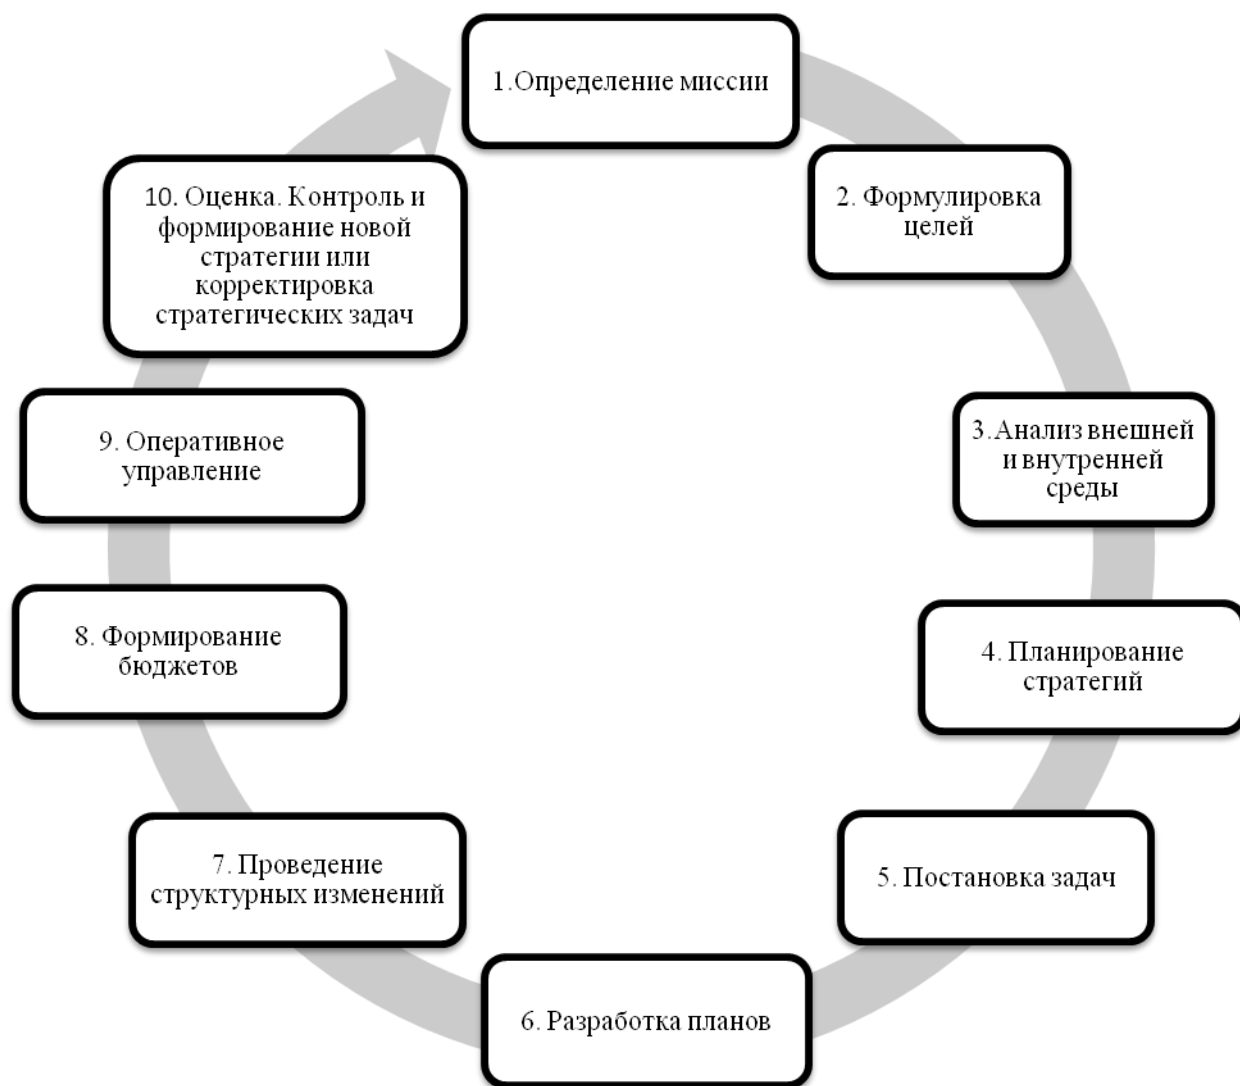 1.Определение миссии
2. Формулировка
целей
3.Анализ внешней
и внутренней
среды
4. Планирование
стратегий
5. Постановка задач
6. Разработка планов
7. Проведение
структурных изменений
8. Формирование
бюджетов
9. Оперативное
управление
10. Оценка. Контроль и
формирование новой
стратегии или
корректировка
стратегических задач